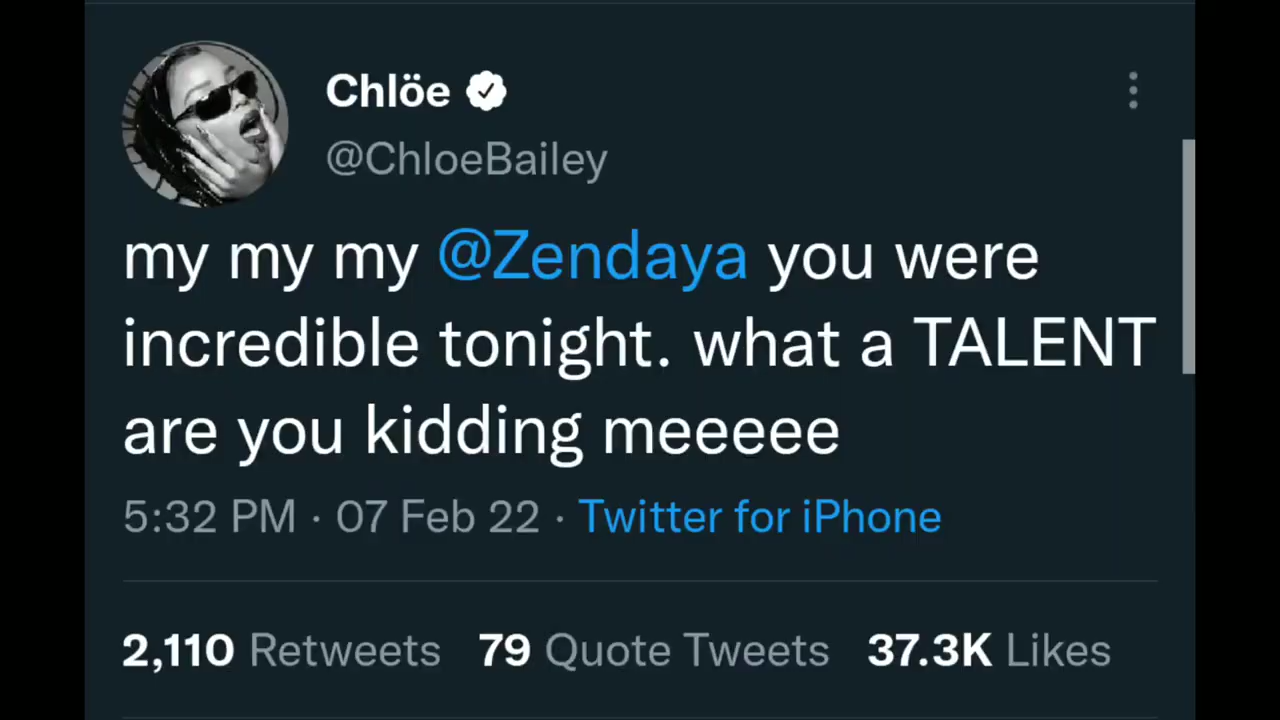 Chlöe
@ChloeBailey
my my my @Zendaya you were
incredible tonight. what a TALENT
are you kidding meeeee
5:32 PM · 07 Feb 22 · Twitter for iPhone
2,110 Retweets 79 Quote Tweets 37.3K Likes